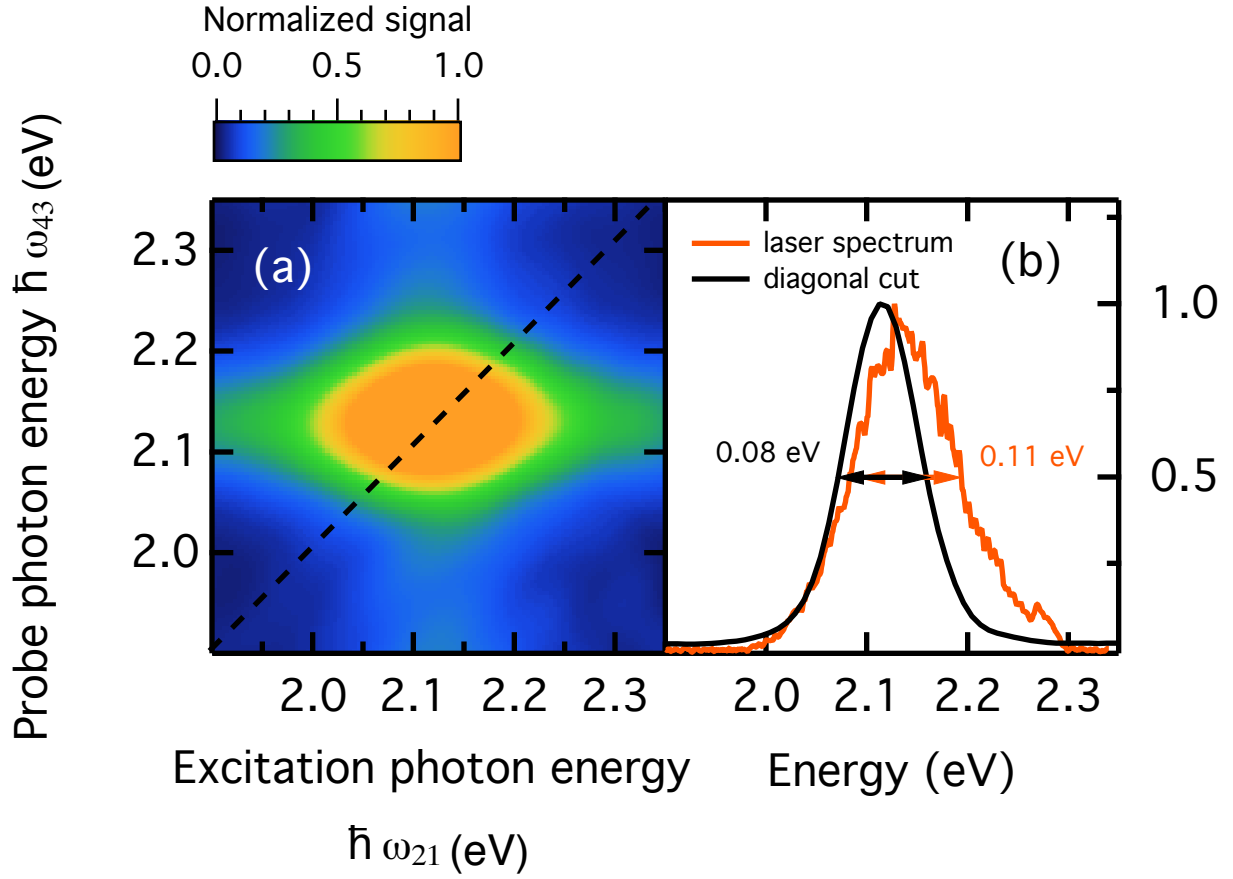 Normalized signal
0.0 0.5 1.0
Probe photon energy ħ ω43 (eV)
2.3
2.2
2.1
2.0
(a)
2.0 2.1 2.2 2.3
Excitation photon energy
ħ ω21 (eV)
laser spectrum
diagonal cut
(b)
0.08 eV
0.11 eV
1.0
0.5
2.0 2.1 2.2 2.3
Energy (eV)